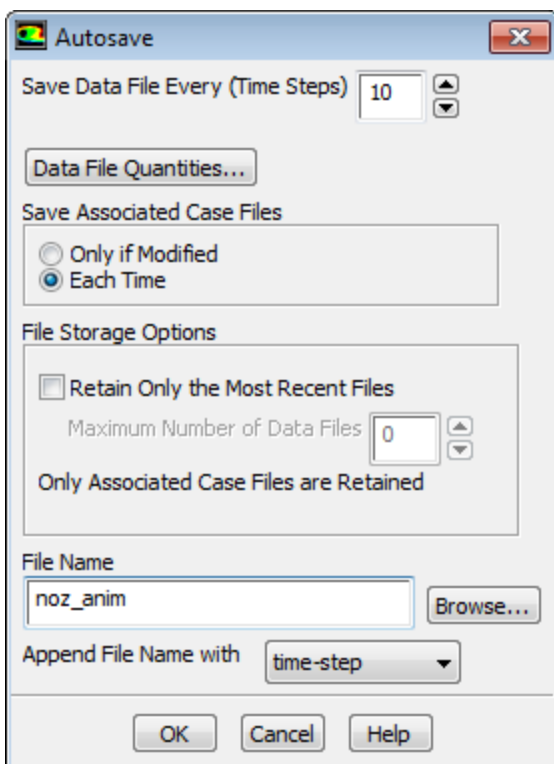 Autosave
Save Data File Every (Time Steps) 10
Data File Quantities...
Save Associated Case Files
Only if Modified
Each Time
File Storage Options
Retain Only the Most Recent Files
Maximum Number of Data Files 0
Only Associated Case Files are Retained
File Name
noz_anim Browse...
Append File Name with time-step
OK Cancel Help